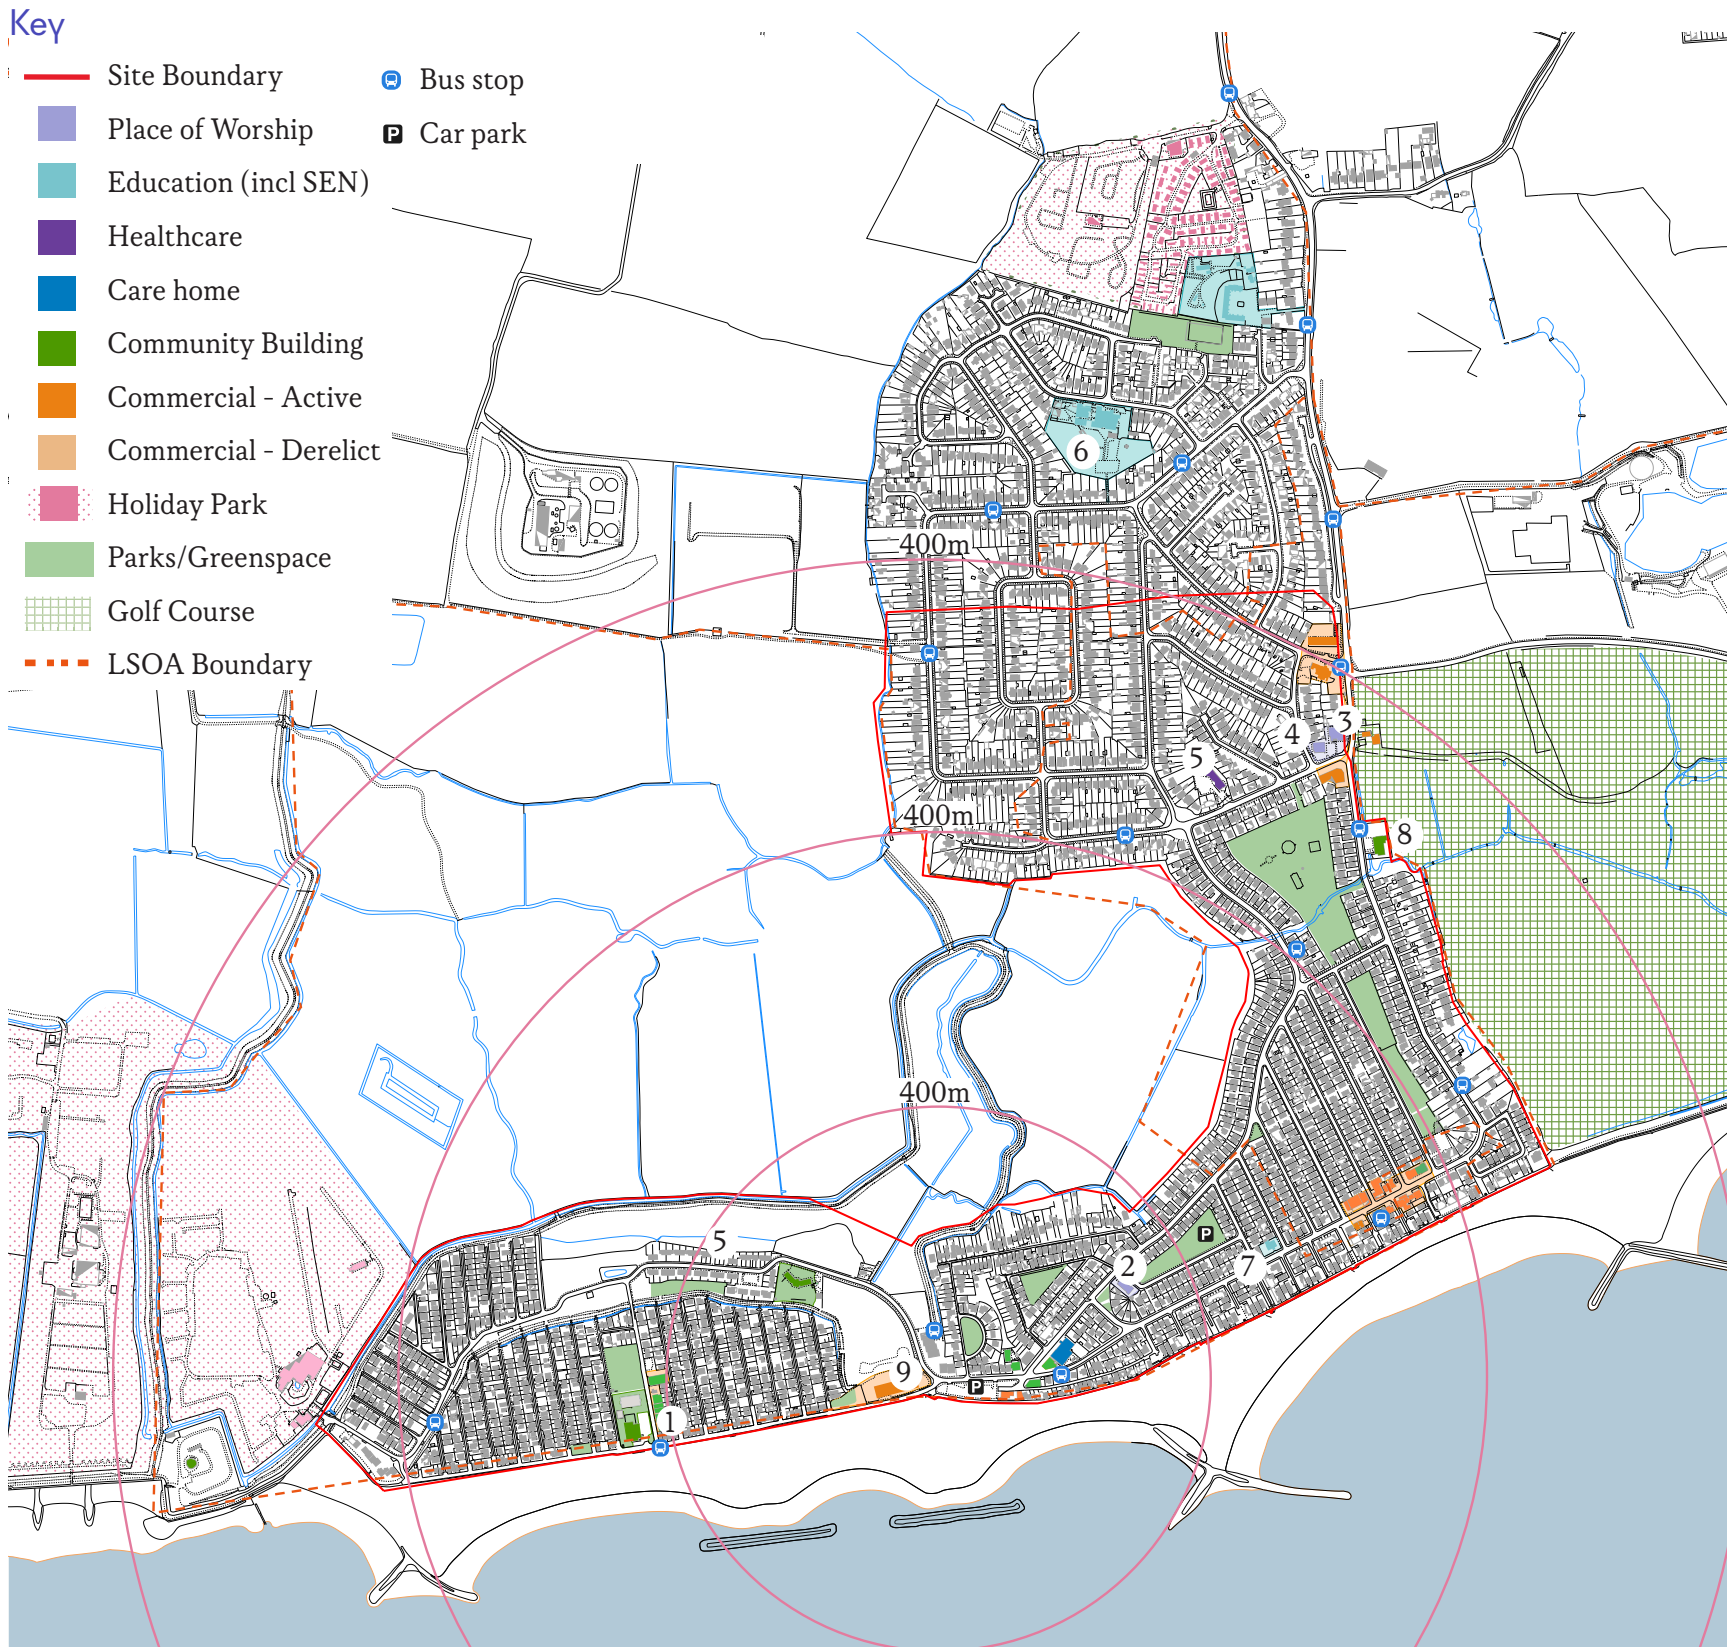 Key
Site Boundary
Place of Worship
Education (incl SEN)
Healthcare
Care home
Community Building
Commercial - Active
Commercial - Derelict
Holiday Park
Parks/Greenspace
Golf Course
LSOA Boundary
Bus stop
P Car park
6
400m
3
4
5
400m
8
400m
P
5
2
7
9
P
1